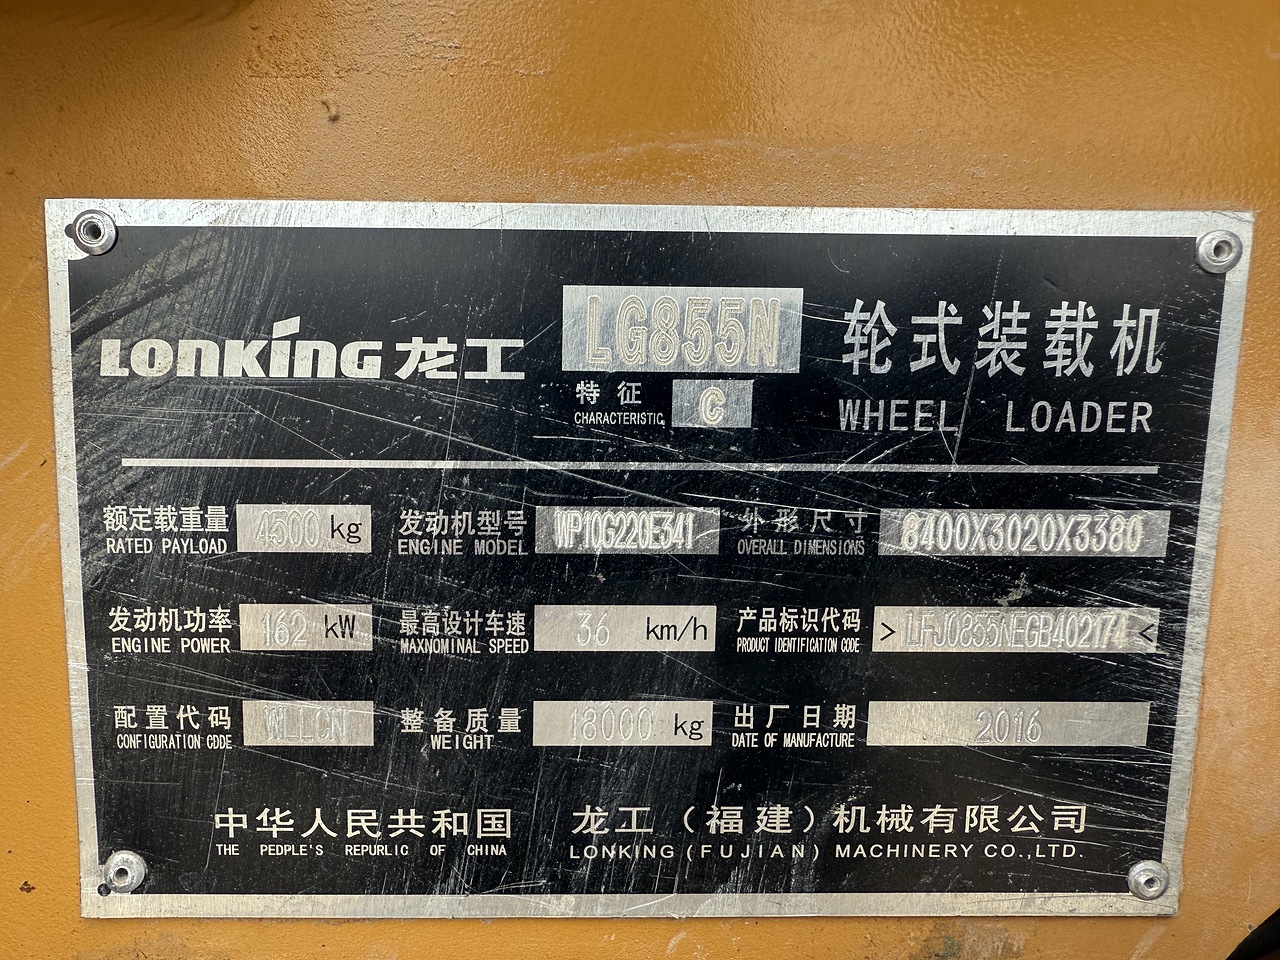 LONKING 龙工 LG855N 轮式装载机
特征 CHARACTERISTIC C WHEEL LOADER
额定载重量 RATED PAYLOAD 4500 kg 发动机型号 ENGINE MODEL WP10G220E341 外形尺寸 OVERALL DIMENSIONS 8400X3020X3380
发动机功率 ENGINE POWER 162 kW 最高设计车速 MAXNOMINAL SPEED 36 km/h 产品标识代码 PRODUCT IDENTIFICATION CODE >LFJ0855NEGB402174<
配置代码 CONFIGURATION CDDE WLLCN 整备质量 WEIGHT 18000 kg 出厂日期 DATE OF MANUFACTURE 2016
中华人民共和国 龙工（福建）机械有限公司
THE PEDPLE'S REPURLIC OF CHINA LONKING (FUJIAN) MACHINERY CO.,LTD.